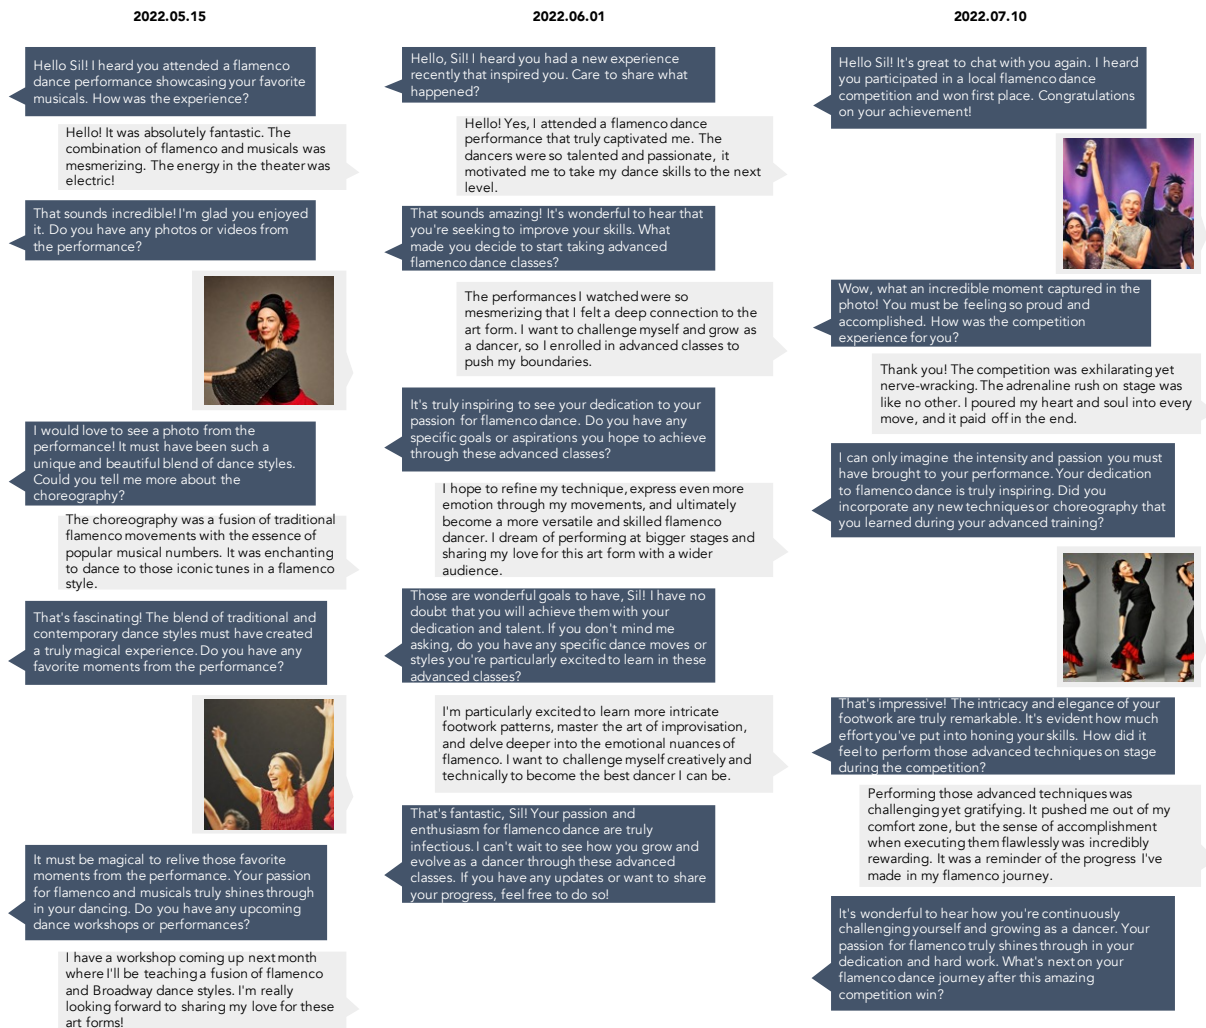 2022.05.15
Hello Sil! I heard you attended a flamenco
dance performance showcasing your favorite
musicals. How was the experience?
Hello! It was absolutely fantastic. The
combination of flamenco and musicals was
mesmerizing. The energy in the theater was
electric!
That sounds incredible! I'm glad you enjoyed
it. Do you have any photos or videos from
the performance?
I would love to see a photo from the
performance! It must have been such a
unique and beautiful blend of dance styles.
Could you tell me more about the
choreography?
The choreography was a fusion of traditional
flamenco movements with the essence of
popular musical numbers. It was enchanting
to dance to those iconic tunes in a flamenco
style.
That's fascinating! The blend of traditional and
contemporary dance styles must have created
a truly magical experience. Do you have any
favorite moments from the performance?
It must be magical to relive those favorite
moments from the performance. Your passion
for flamenco and musicals truly shines through
in your dancing. Do you have any upcoming
dance workshops or performances?
I have a workshop coming up next month
where I'll be teaching a fusion of flamenco
and Broadway dance styles. I'm really
looking forward to sharing my love for these
art forms!
2022.06.01
Hello, Sil! I heard you had a new experience
recently that inspired you. Care to share what
happened?
Hello! Yes, I attended a flamenco dance
performance that truly captivated me. The
dancers were so talented and passionate, it
motivated me to take my dance skills to the next
level.
That sounds amazing! It's wonderful to hear that
you're seeking to improve your skills. What
made you decide to start taking advanced
flamenco dance classes?
The performances I watched were so
mesmerizing that I felt a deep connection to the
art form. I want to challenge myself and grow as
a dancer, so I enrolled in advanced classes to
push my boundaries.
It's truly inspiring to see your dedication to your
passion for flamenco dance. Do you have any
specific goals or aspirations you hope to achieve
through these advanced classes?
I hope to refine my technique, express even more
emotion through my movements, and ultimately
become a more versatile and skilled flamenco
dancer. I dream of performing at bigger stages and
sharing my love for this art form with a wider
audience.
Those are wonderful goals to have, Sil! I have no
doubt that you will achieve them with your
dedication and talent. If you don't mind me
asking, do you have any specific dance moves or
styles you're particularly excited to learn in these
advanced classes?
I'm particularly excited to learn more intricate
footwork patterns, master the art of improvisation,
and delve deeper into the emotional nuances of
flamenco. I want to challenge myself creatively and
technically to become the best dancer I can be.
That's fantastic, Sil! Your passion and
enthusiasm for flamenco dance are truly
infectious. I can't wait to see how you grow and
evolve as a dancer through these advanced
classes. If you have any updates or want to share
your progress, feel free to do so!
2022.07.10
Hello Sil! It's great to chat with you again. I heard
you participated in a local flamenco dance
competition and won first place. Congratulations
on your achievement!
Wow, what an incredible moment captured in the
photo! You must be feeling so proud and
accomplished. How was the competition
experience for you?
Thank you! The competition was exhilarating yet
nerve-wracking. The adrenaline rush on stage was
like no other. I poured my heart and soul into every
move, and it paid off in the end.
I can only imagine the intensity and passion you must
have brought to your performance. Your dedication
to flamenco dance is truly inspiring. Did you
incorporate any new techniques or choreography that
you learned during your advanced training?
That's impressive! The intricacy and elegance of your
footwork are truly remarkable. It's evident how much
effort you've put into honing your skills. How did it
feel to perform those advanced techniques on stage
during the competition?
Performing those advanced techniques was
challenging yet gratifying. It pushed me out of my
comfort zone, but the sense of accomplishment
when executing them flawlessly was incredibly
rewarding. It was a reminder of the progress I've
made in my flamenco journey.
It's wonderful to hear how you're continuously
challenging yourself and growing as a dancer. Your
passion for flamenco truly shines through in your
dedication and hard work. What's next on your
flamenco dance journey after this amazing
competition win?